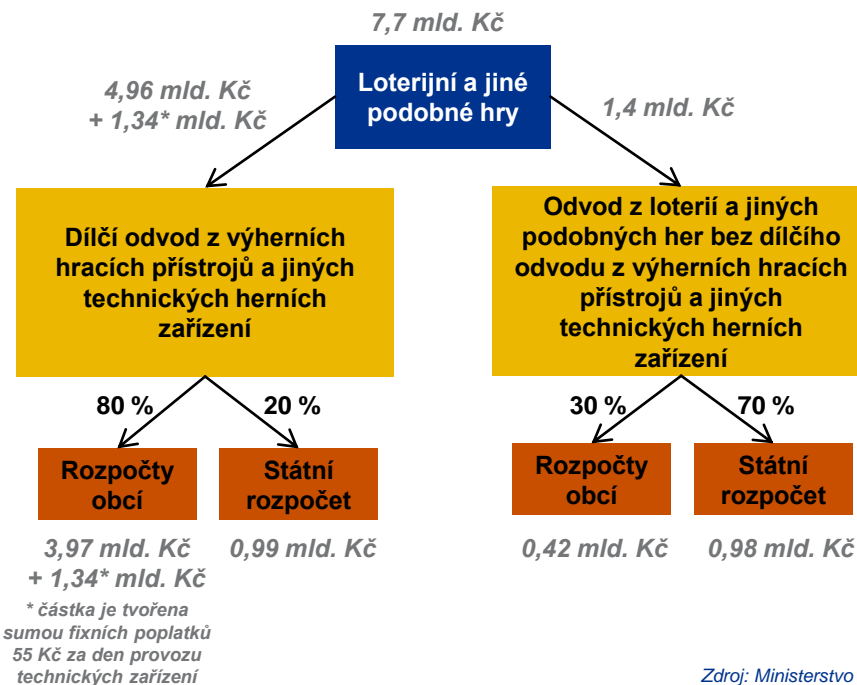 7,7 mld. Kč
Loterijní a jiné
podobné hry
4,96 mld. Kč
+ 1,34* mld. Kč
1,4 mld. Kč
Dílčí odvod z výherních
hracích přístrojů a jiných
technických herních
zařízení
Odvod z loterií a jiných
podobných her bez dílčího
odvodu z výherních hracích
přístrojů a jiných
technických herních
zařízení
80 %
20 %
30 %
70 %
Rozpočty
obcí
Státní
rozpočet
Rozpočty
obcí
Státní
rozpočet
3,97 mld. Kč
+ 1,34* mld. Kč
0,99 mld. Kč
0,42 mld. Kč
0,98 mld. Kč
* částka je tvořena
sumou fixních poplatků
55 Kč za den provozu
technických zařízení
Zdroj: Ministerstvo